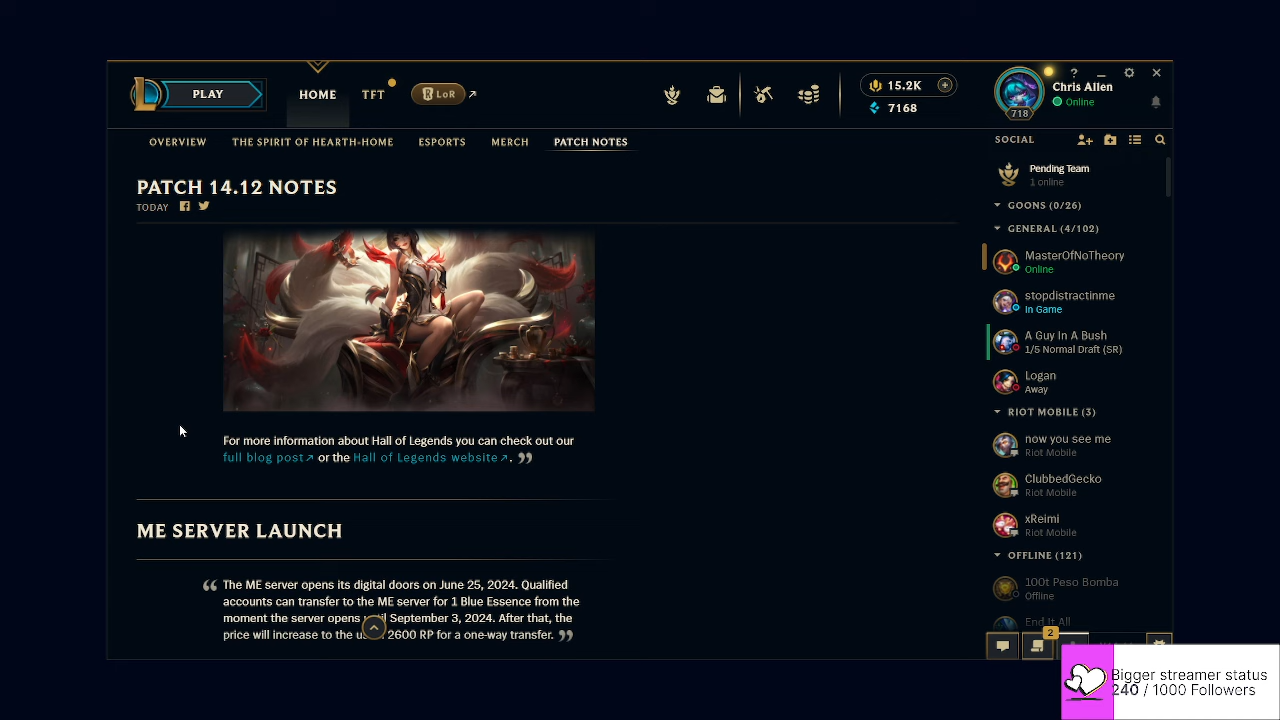 PLAY
HOME
TFT
LoR
15.2K
7168
718
?
Chris Allen
Online
OVERVIEW
THE SPIRIT OF HEARTH-HOME
ESPORTS
MERCH
PATCH NOTES
PATCH 14.12 NOTES
TODAY
For more information about Hall of Legends you can check out our
full blog post or the Hall of Legends website.
ME SERVER LAUNCH
The ME server opens its digital doors on June 25, 2024. Qualified
accounts can transfer to the ME server for 1 Blue Essence from the
moment the server opens September 3, 2024. After that, the
price will increase to the 2600 RP for a one-way transfer.
SOCIAL
Pending Team
1 online
GOONS (0/26)
GENERAL (4/102)
MasterOfNoTheory
Online
stopdistractinme
In Game
A Guy In A Bush
1/5 Normal Draft (SR)
Logan
Away
RIOT MOBILE (3)
now you see me
Riot Mobile
ClubbedGecko
Riot Mobile
xReimi
Riot Mobile
OFFLINE (121)
100t Peso Bomba
Offline
End It All
2
Bigger streamer status
240 / 1000 Followers